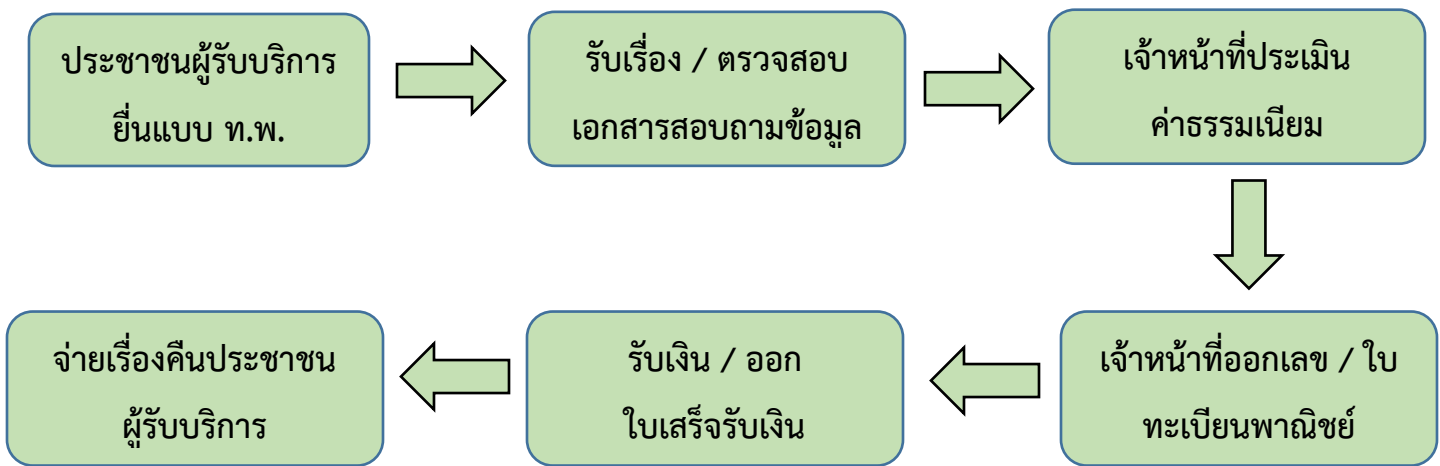 ประชาชนผู้รับบริการ
ยื่นแบบ ท.พ.
รับเรื่อง / ตรวจสอบ
เอกสารสอบถามข้อมูล
เจ้าหน้าที่ประเมิน
ค่าธรรมเนียม
เจ้าหน้าที่ออกเลข / ใบ
ทะเบียนพาณิชย์
รับเงิน / ออก
ใบเสร็จรับเงิน
จ่ายเรื่องคืนประชาชน
ผู้รับบริการ